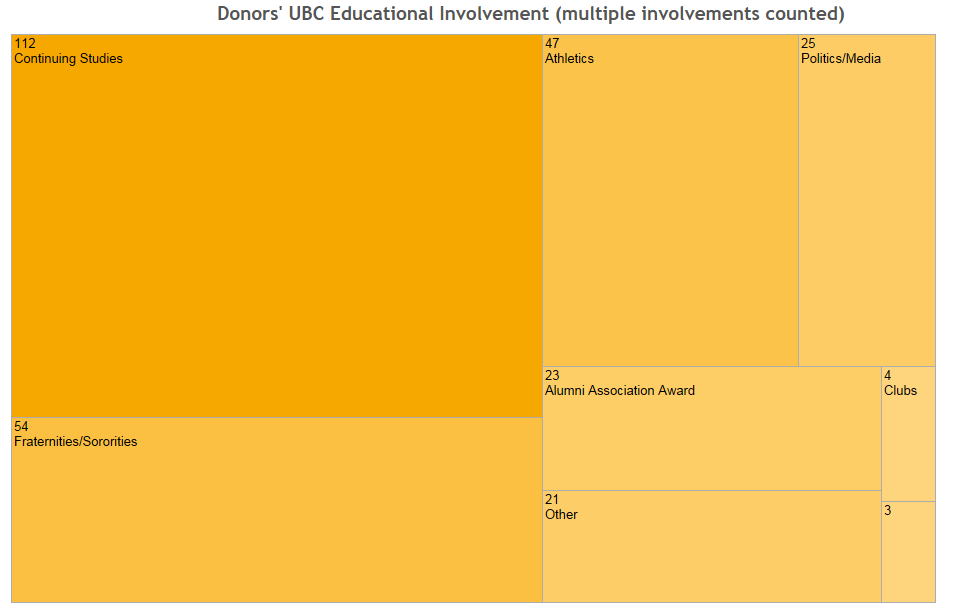 Donors' UBC Educational Involvement (multiple involvements counted)
112
Continuing Studies
47
Athletics
25
Politics/Media
54
Fraternities/Sororities
23
Alumni Association Award
4
Clubs
21
Other
3